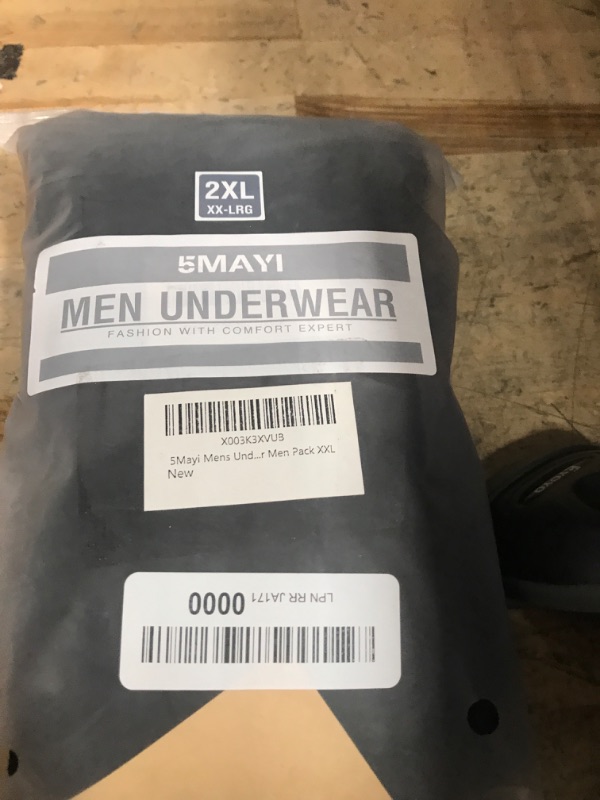 2XL
XX-LRG
5MAYI
MEN UNDERWEAR
FASHION WITH COMFORT EXPERT
X003K3XVUB
5Mayi Mens Und...r Men Pack XXL
New
LPN RR JA171 0000